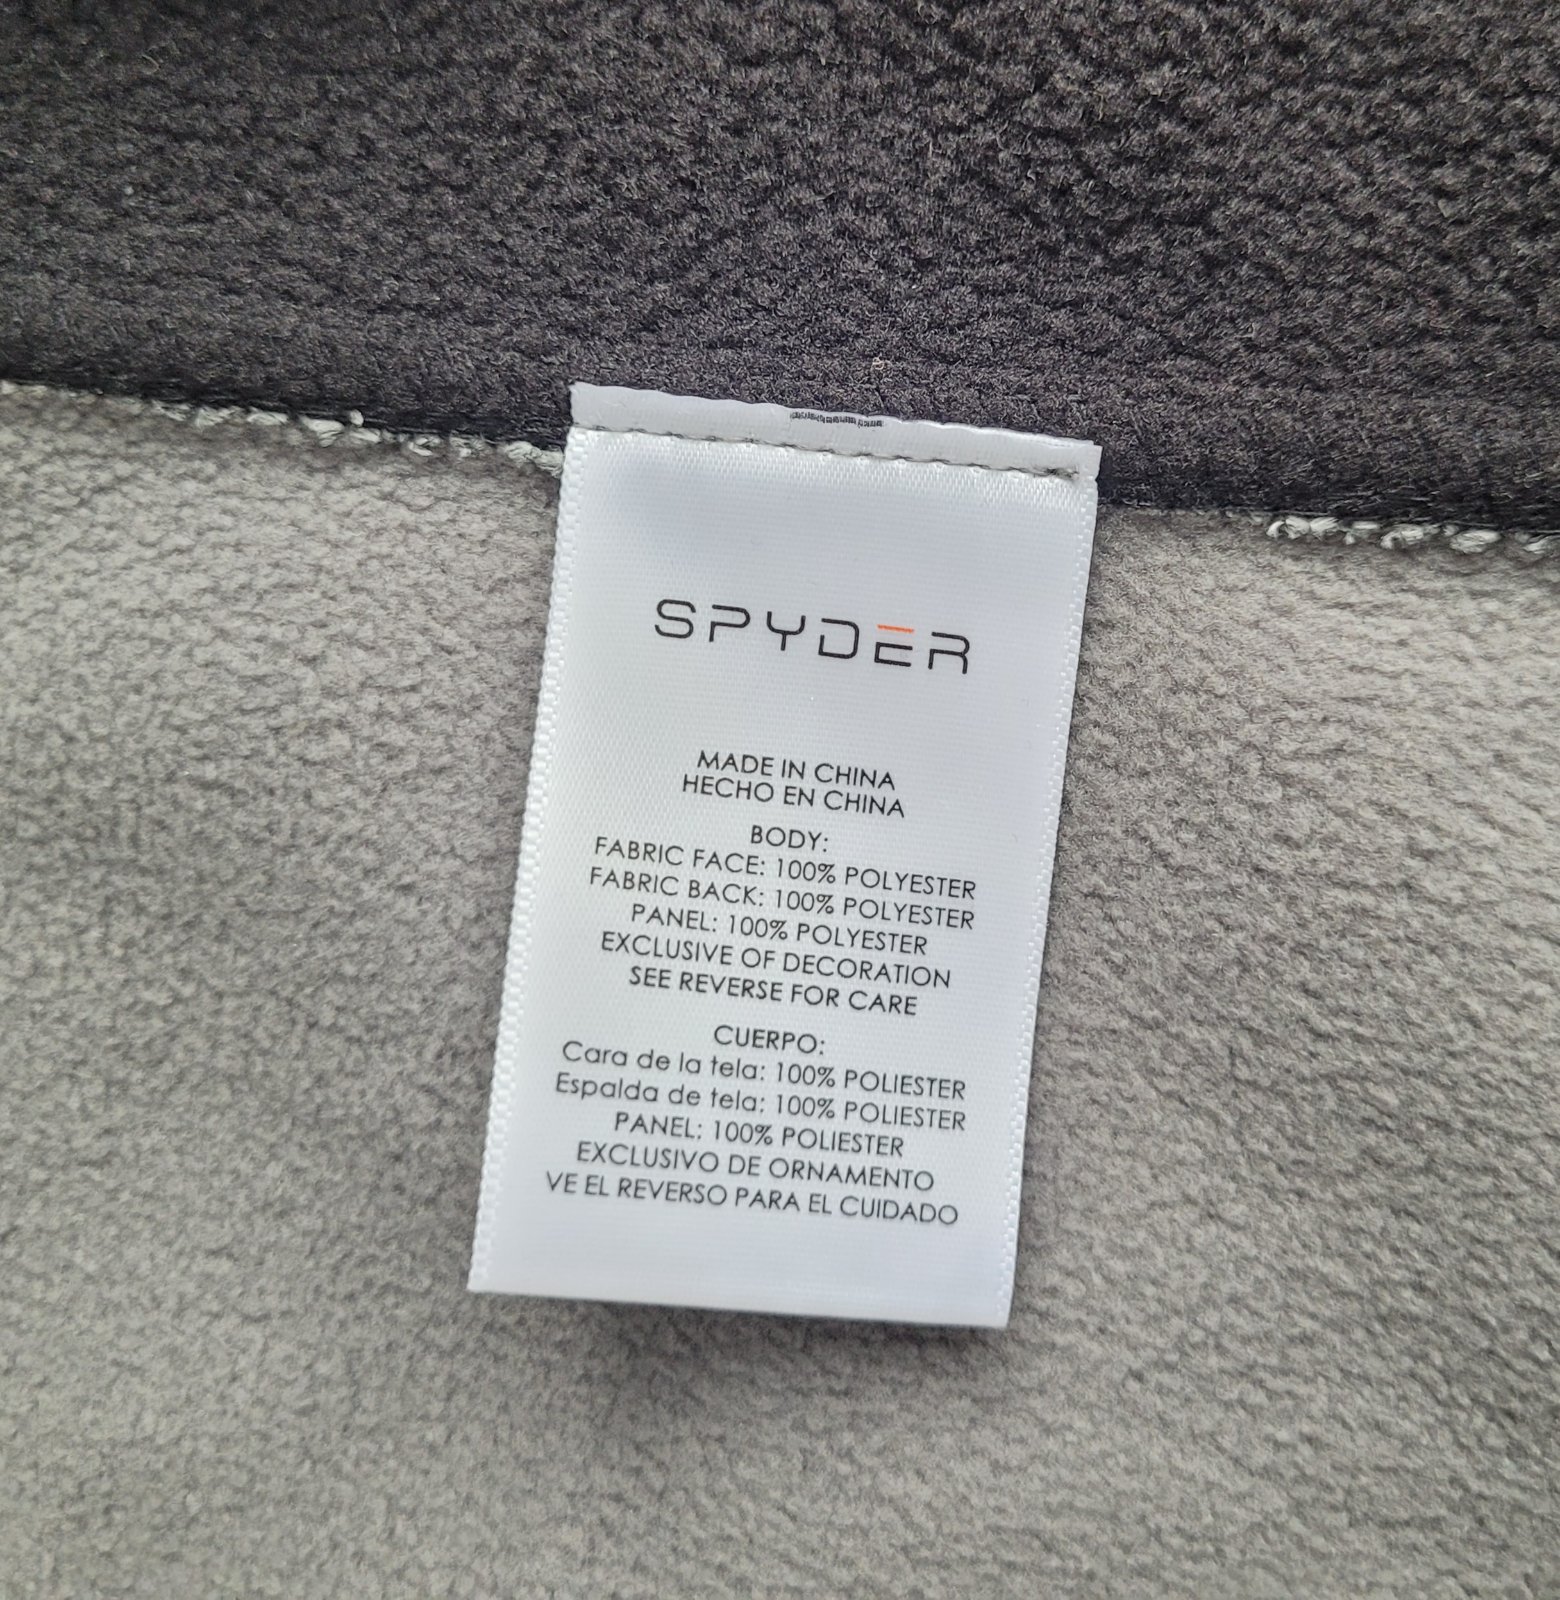 SPYDER
MADE IN CHINA
HECHO EN CHINA
BODY:
FABRIC FACE: 100% POLYESTER
FABRIC BACK: 100% POLYESTER
PANEL: 100% POLYESTER
EXCLUSIVE OF DECORATION
SEE REVERSE FOR CARE
CUERPO:
Cara de la tela: 100% POLIESTER
Espalda de tela: 100% POLIESTER
PANEL: 100% POLIESTER
EXCLUSIVO DE ORNAMENTO
VE EL REVERSO PARA EL CUIDADO